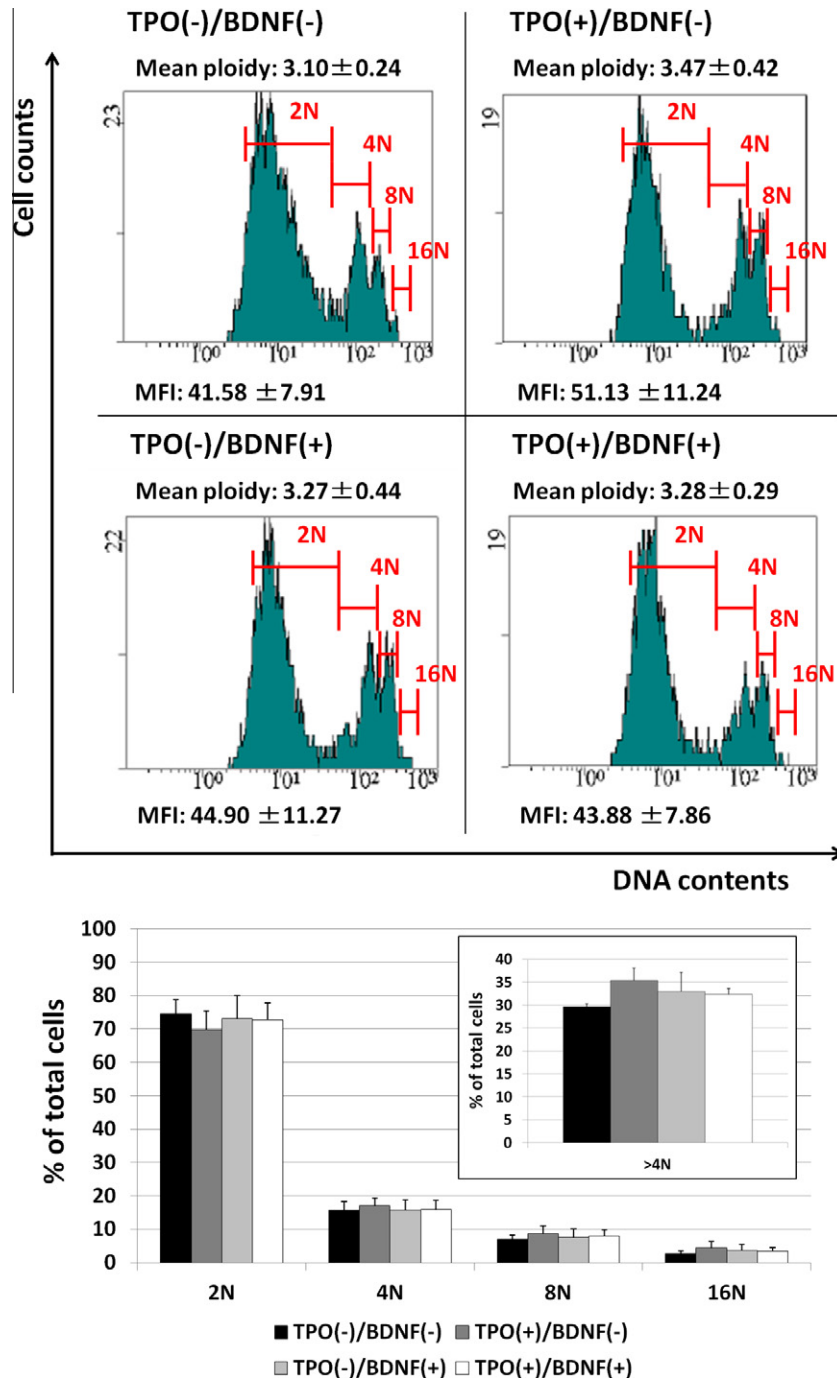 TPO(-)/BDNF(-)
Mean ploidy: 3.10±0.24
23
2N
4N
8N
16N
10⁰ 10¹ 10² 10³
MFI: 41.58 ±7.91
TPO(+)/BDNF(-)
Mean ploidy: 3.47±0.42
19
2N
4N
8N
16N
10⁰ 10¹ 10² 10³
MFI: 51.13 ±11.24
Cell counts
TPO(-)/BDNF(+)
Mean ploidy: 3.27±0.44
22
2N
4N
8N
16N
10⁰ 10¹ 10² 10³
MFI: 44.90 ±11.27
TPO(+)/BDNF(+)
Mean ploidy: 3.28±0.29
19
2N
4N
8N
16N
10⁰ 10¹ 10² 10³
MFI: 43.88 ±7.86
DNA contents
% of total cells
100
90
80
70
60
50
40
30
20
10
0
2N 4N 8N 16N
% of total cells
40
35
30
25
20
15
10
5
0
>4N
TPO(-)/BDNF(-) TPO(+)/BDNF(-)
TPO(-)/BDNF(+) TPO(+)/BDNF(+)